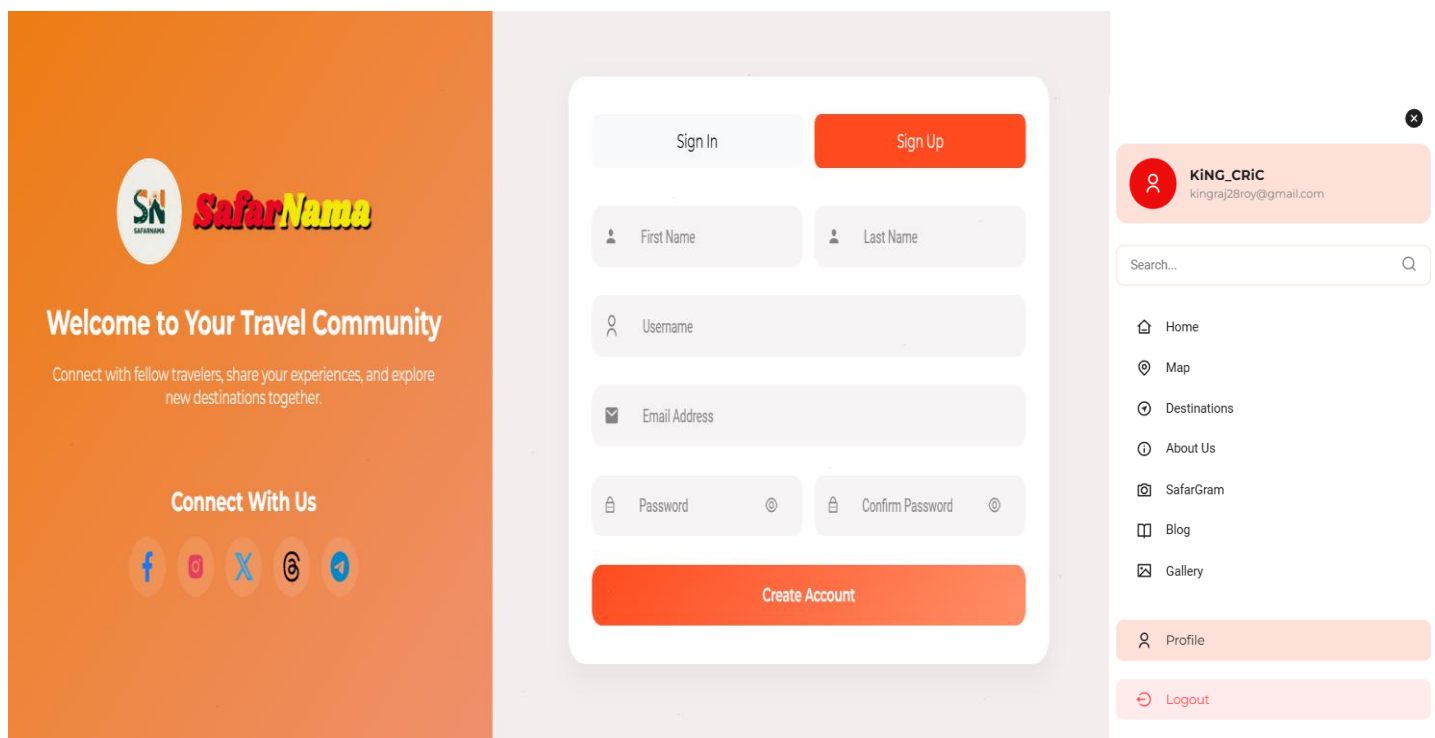 SN
SAFARNAMA
SafarNama
Welcome to Your Travel Community
Connect with fellow travelers, share your experiences, and explore
new destinations together.
Connect With Us
Sign In
Sign Up
First Name
Last Name
Username
Email Address
Password
Confirm Password
Create Account
KiNG_CRiC
kingraj28roy@gmail.com
Search...
Home
Map
Destinations
About Us
SafarGram
Blog
Gallery
Profile
Logout